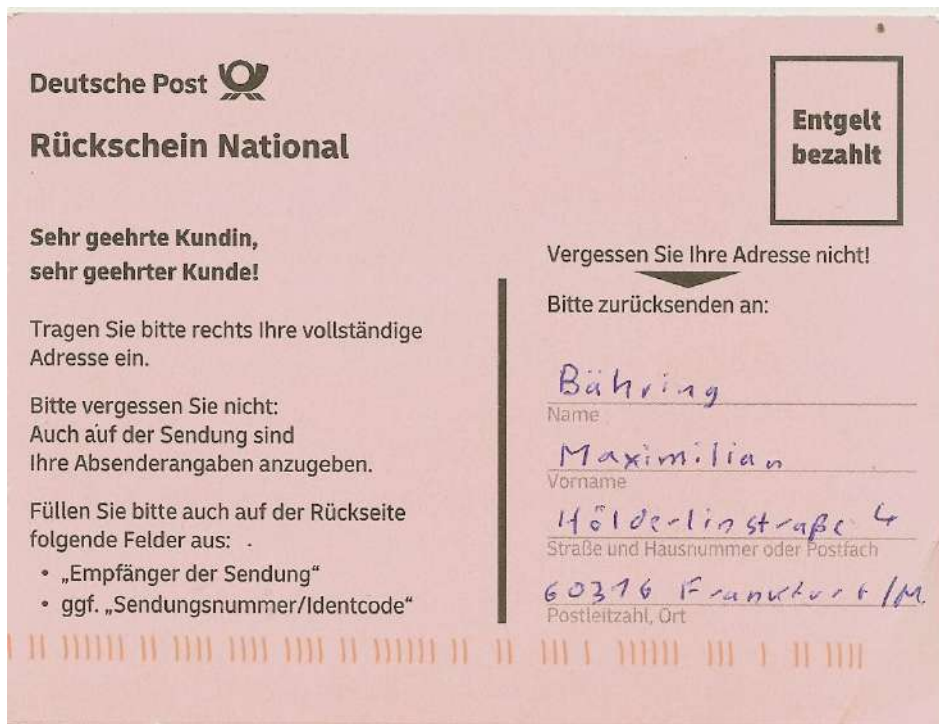 Deutsche Post
Rückschein National
Entgelt
bezahlt
Sehr geehrte Kundin,
sehr geehrter Kunde!
Tragen Sie bitte rechts Ihre vollständige
Adresse ein.
Bitte vergessen Sie nicht:
Auch auf der Sendung sind
Ihre Absenderangaben anzugeben.
Füllen Sie bitte auch auf der Rückseite
folgende Felder aus:
• „Empfänger der Sendung“
• ggf. „Sendungsnummer/Identcode“
Vergessen Sie Ihre Adresse nicht!
Bitte zurücksenden an:
Bähring
Name
Maximilian
Vorname
Hölderlinstraße 4
Straße und Hausnummer oder Postfach
60316 Frankfurt/M.
Postleitzahl, Ort